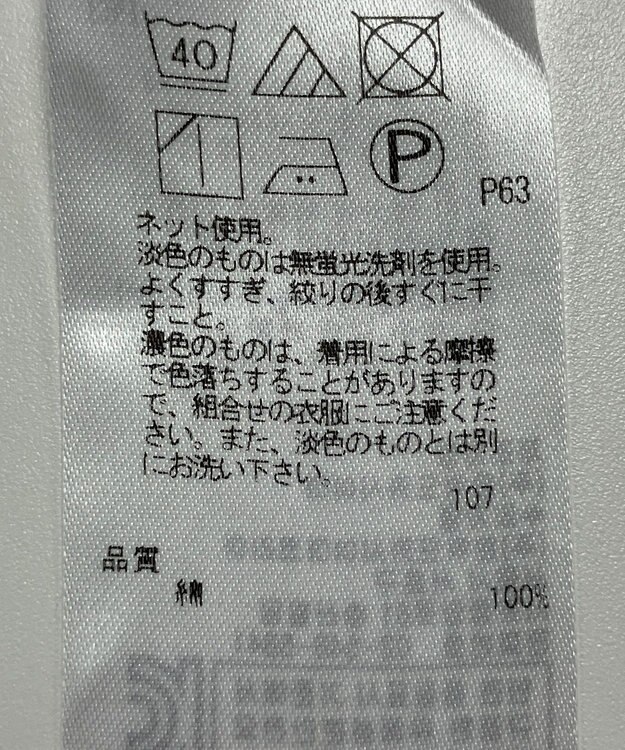 40
P
P63
ネット使用。
淡色のものは無蛍光洗剤を使用。
よくすすぎ、絞りの後すぐに干
すこと。
濃色のものは、着用による摩擦
で色落ちすることがありますの
で、組合せの衣服にご注意くだ
さい。また、淡色のものとは別
にお洗い下さい。
107
品質
綿 100%